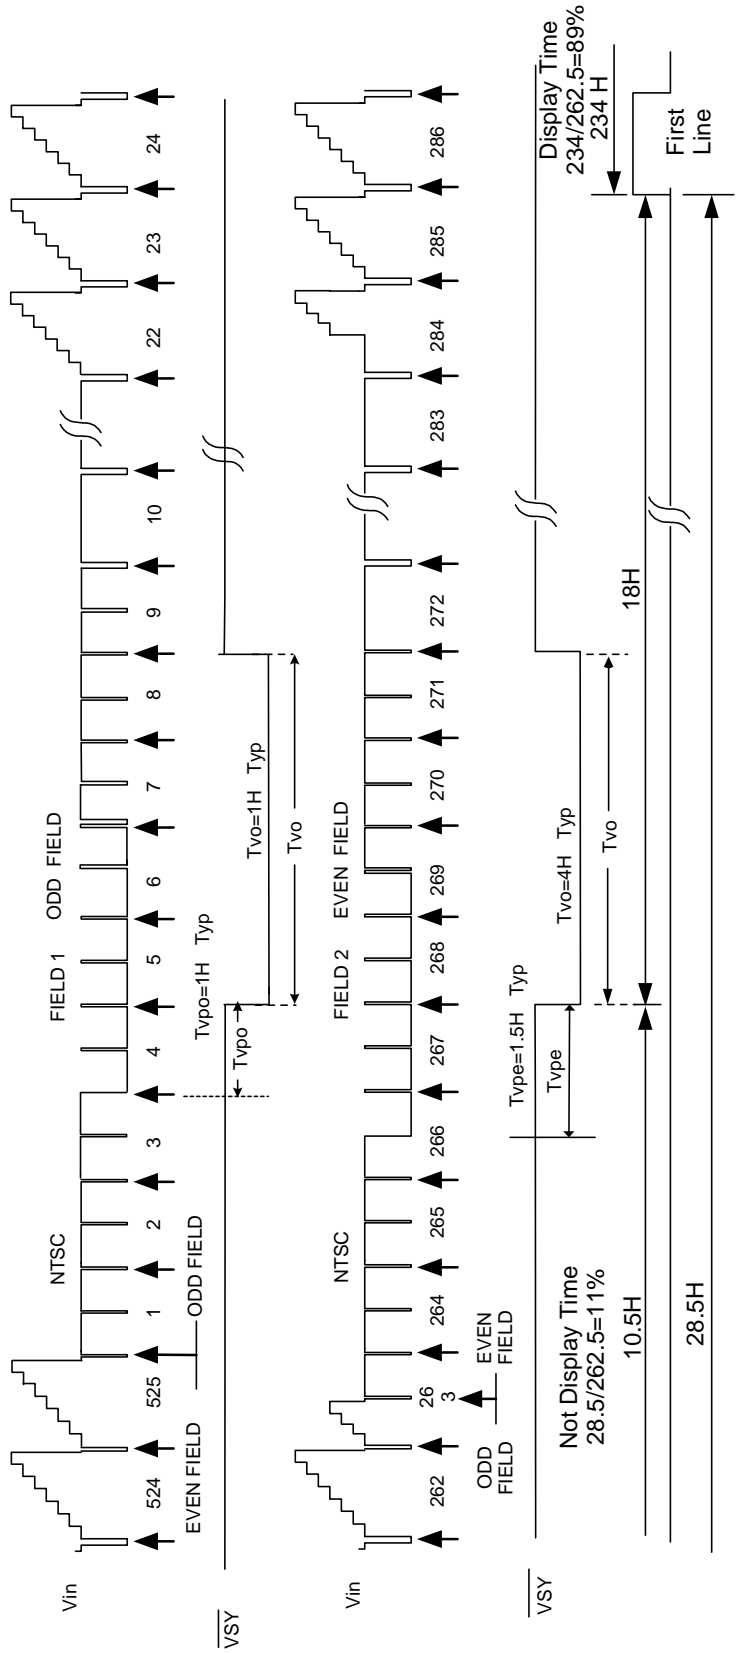 NTSC FIELD 1 ODD FIELD
Vin
524 525 1 2 3 4 5 6 7 8 9 10 22 23 24
EVEN FIELD ODD FIELD
Tvpo=1H Typ
Tvo=1H Typ
Tvpo
Tvo
VSY
NTSC FIELD 2 EVEN FIELD
Vin
262 26
3 264 265 266 267 268 269 270 271 272 283 284 285 286
ODD
FIELD
EVEN
FIELD
Tvpe=1.5H Typ
Tvpe
Tvo=4H Typ
Tvo
VSY
Display Time
234/262.5=89%
234 H
Not Display Time
28.5/262.5=11%
10.5H 18H
First
Line
28.5H